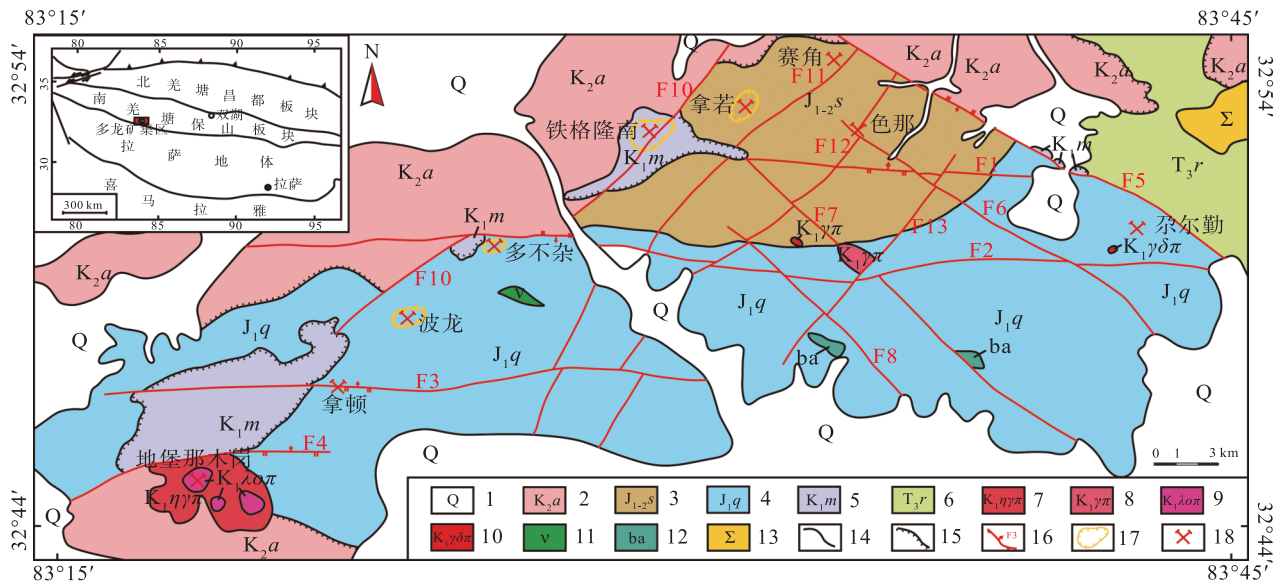 83°15′
83°45′
32°54′
32°54′
80
85
90
95
35
30
北 羌 塘 昌 都 板 块
南 羌 塘 保 山 板 块
双湖
多龙矿集区
拉 萨 地 体
拉萨
喜 马 拉 雅
300 km
80
85
90
95
N
Q
K₂a
Q
赛角
F11
K₂a
K₂a
K₂a
K₂a
F10
拿若
J₁₋₂s
Σ
铁格隆南
色那
Q
K₁m
F12
K₁m
F1
T₃r
K₂a
F5
Q
F7
F6
K₁m
K₁γπ
F13
尕尔勤
多不杂
K₁γπ
F2
K₁γδπ
K₂a
F10
ν
Q
J₁q
J₁q
波龙
J₁q
J₁q
Q
ba
ba
F8
F3
拿顿
Q
K₁m
F4
Q
Q
地堡那木岗
K₁λοπ
K₁ηγπ
Q
K₂a
0 1 3 km
Q 1
K₂a 2
J₁₋₂s 3
J₁q 4
K₁m 5
T₃r 6
K₁ηγπ 7
K₁γπ 8
K₁λοπ 9
K₁γδπ 10
ν 11
ba 12
Σ 13
14
15
F3 16
17
18
32°44′
32°44′
83°15′
83°45′